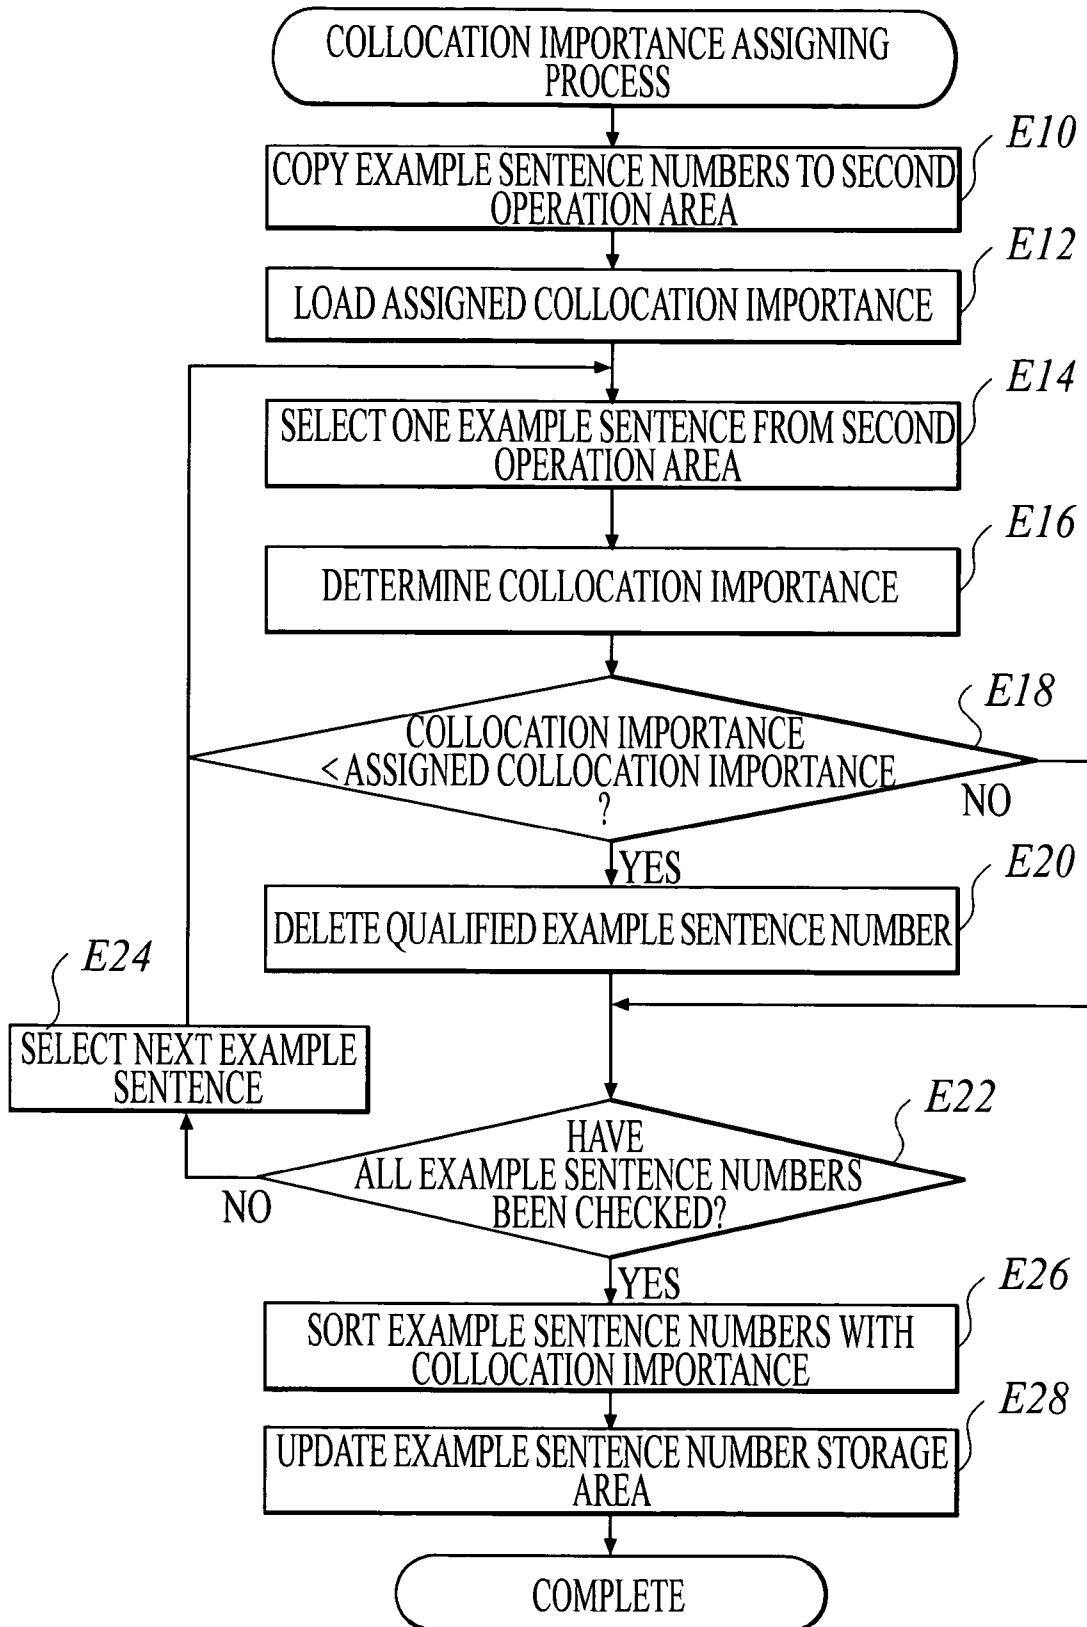 COLLOCATION IMPORTANCE ASSIGNING
PROCESS
E10
COPY EXAMPLE SENTENCE NUMBERS TO SECOND
OPERATION AREA
E12
LOAD ASSIGNED COLLOCATION IMPORTANCE
E14
SELECT ONE EXAMPLE SENTENCE FROM SECOND
OPERATION AREA
E16
DETERMINE COLLOCATION IMPORTANCE
E18
COLLOCATION IMPORTANCE
< ASSIGNED COLLOCATION IMPORTANCE
?
NO
YES
E20
DELETE QUALIFIED EXAMPLE SENTENCE NUMBER
E24
SELECT NEXT EXAMPLE
SENTENCE
E22
HAVE
ALL EXAMPLE SENTENCE NUMBERS
BEEN CHECKED?
NO
YES
E26
SORT EXAMPLE SENTENCE NUMBERS WITH
COLLOCATION IMPORTANCE
E28
UPDATE EXAMPLE SENTENCE NUMBER STORAGE
AREA
COMPLETE